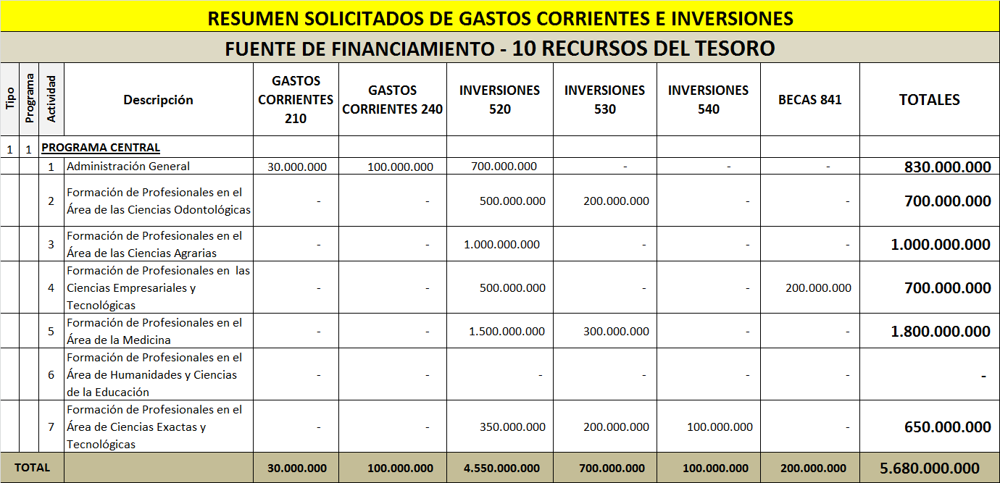 RESUMEN SOLICITADOS DE GASTOS CORRIENTES E INVERSIONES
FUENTE DE FINANCIAMIENTO - 10 RECURSOS DEL TESORO
Tipo Programa Actividad Descripción GASTOS CORRIENTES 210 GASTOS CORRIENTES 240 INVERSIONES 520 INVERSIONES 530 INVERSIONES 540 BECAS 841 TOTALES
1 1 PROGRAMA CENTRAL
1 Administración General 30.000.000 100.000.000 700.000.000 - - - 830.000.000
2 Formación de Profesionales en el Área de las Ciencias Odontológicas - - 500.000.000 200.000.000 - - 700.000.000
3 Formación de Profesionales en el Área de las Ciencias Agrarias - - 1.000.000.000 - - - 1.000.000.000
4 Formación de Profesionales en las Ciencias Empresariales y Tecnológicas - - 500.000.000 - - 200.000.000 700.000.000
5 Formación de Profesionales en el Área de la Medicina - - 1.500.000.000 300.000.000 - - 1.800.000.000
6 Formación de Profesionales en el Área de Humanidades y Ciencias de la Educación - - - - - - -
7 Formación de Profesionales en el Área de Ciencias Exactas y Tecnológicas - - 350.000.000 200.000.000 100.000.000 - 650.000.000
TOTAL 30.000.000 100.000.000 4.550.000.000 700.000.000 100.000.000 200.000.000 5.680.000.000